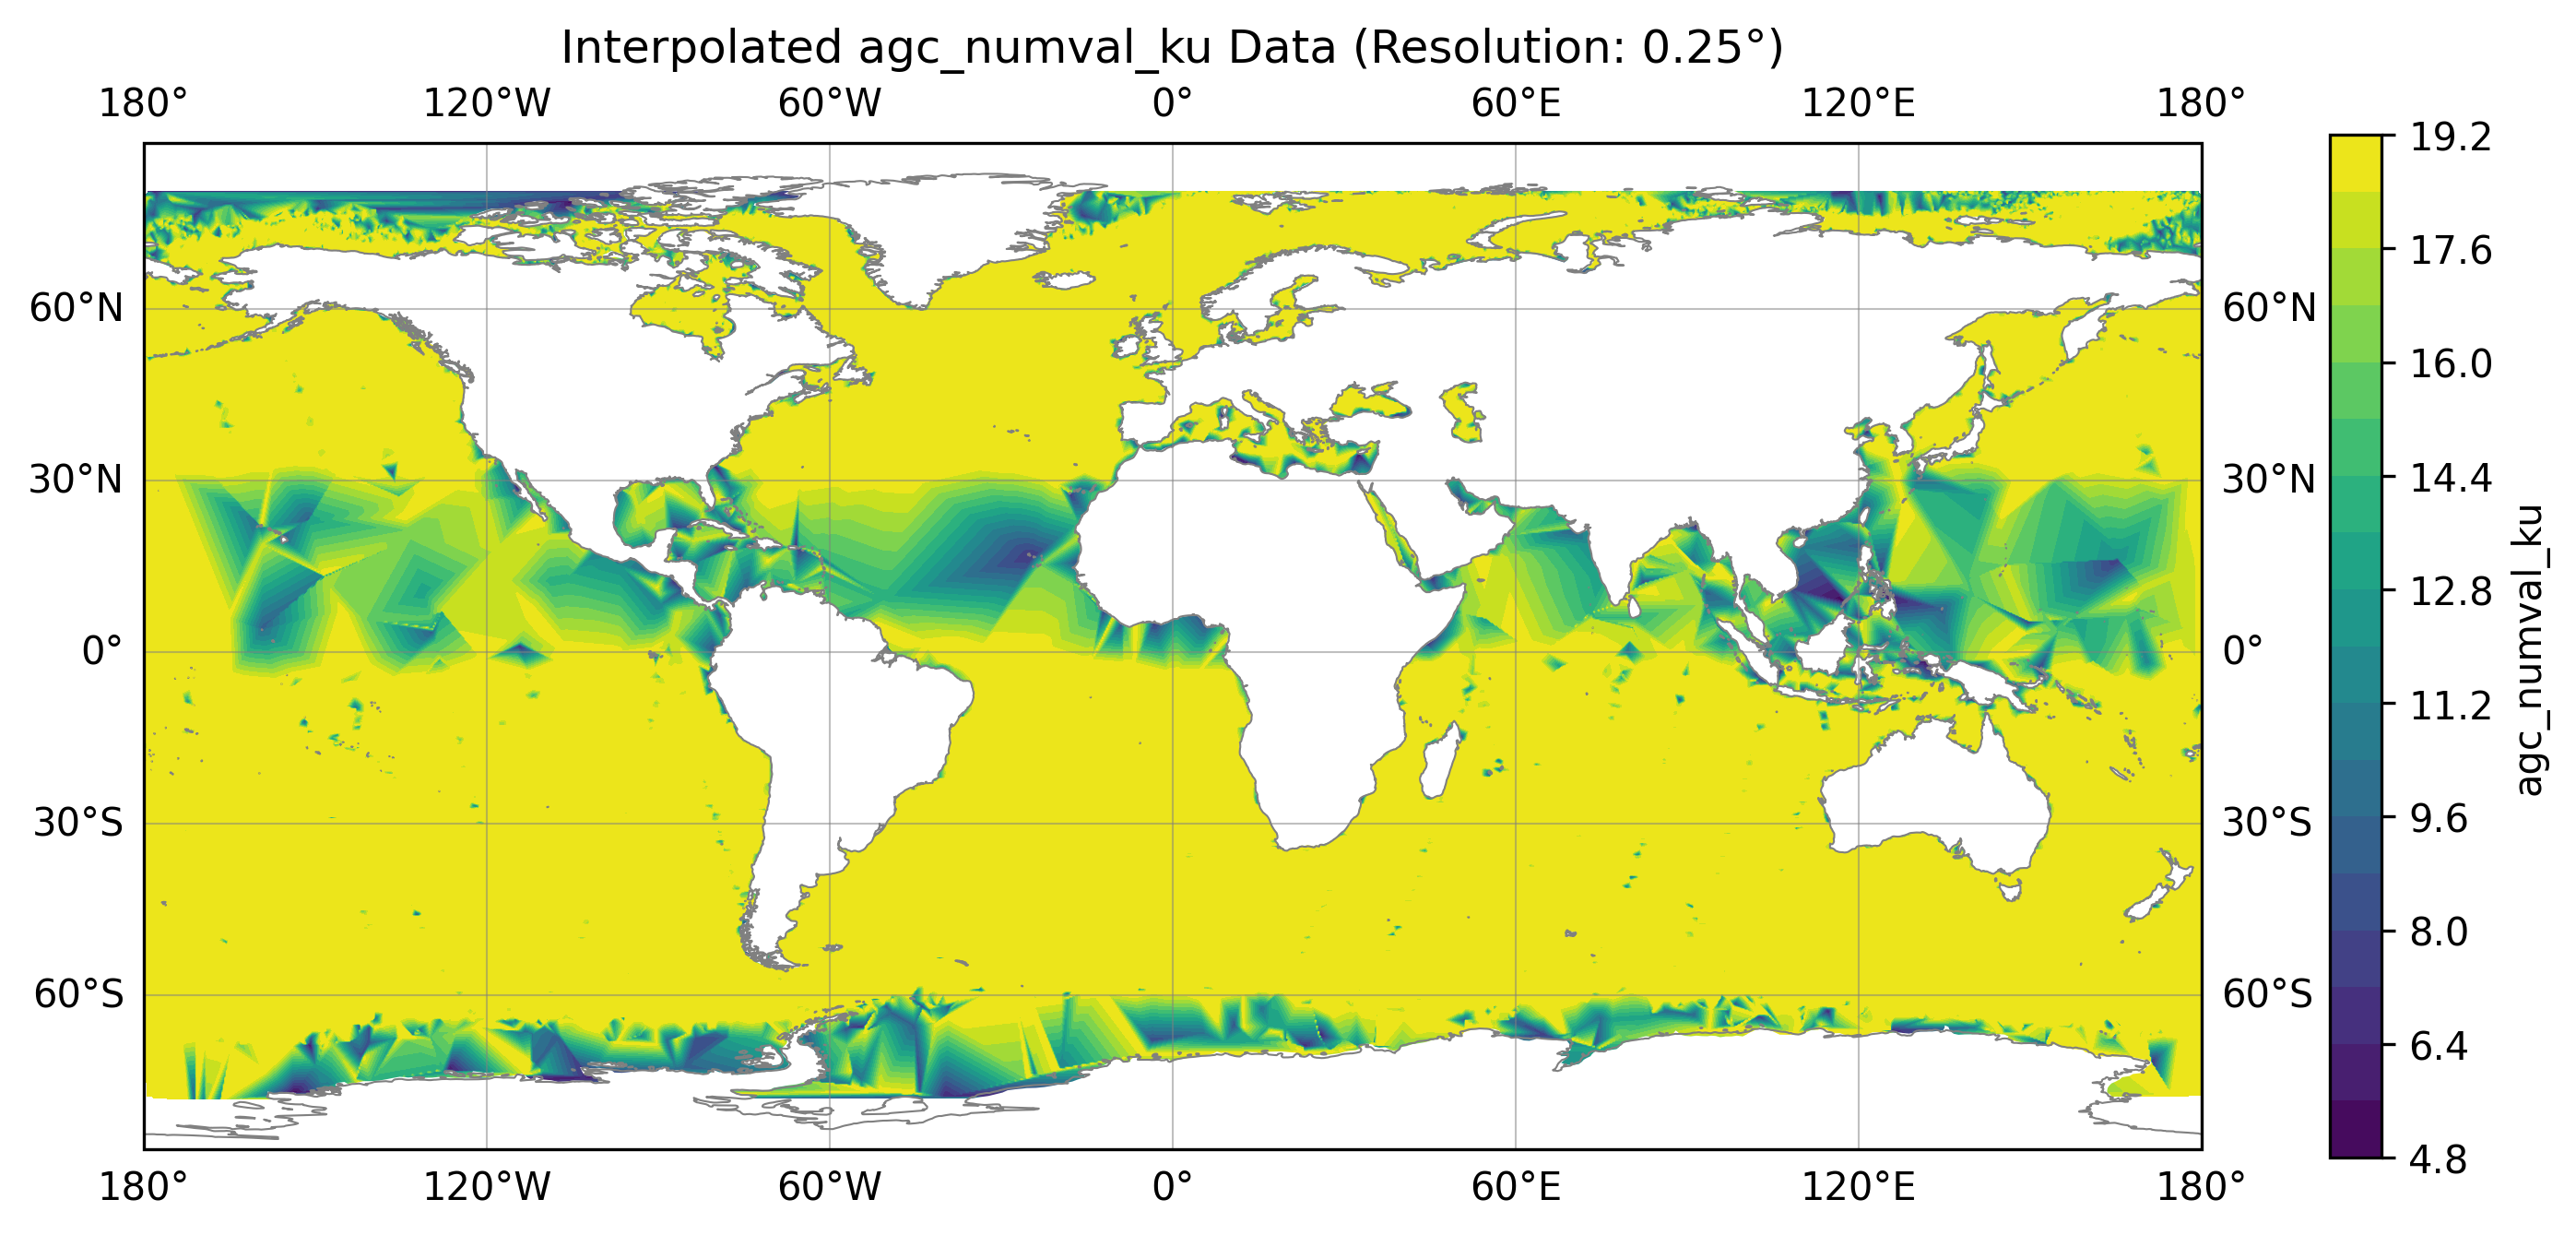 Interpolated agc_numval_ku Data (Resolution: 0.25°)
180° 120°W 60°W 0° 60°E 120°E 180°
60°N 60°N
30°N 30°N
0° 0°
30°S 30°S
60°S 60°S
180° 120°W 60°W 0° 60°E 120°E 180°
19.2
17.6
16.0
14.4
12.8
11.2
9.6
8.0
6.4
4.8
agc_numval_ku